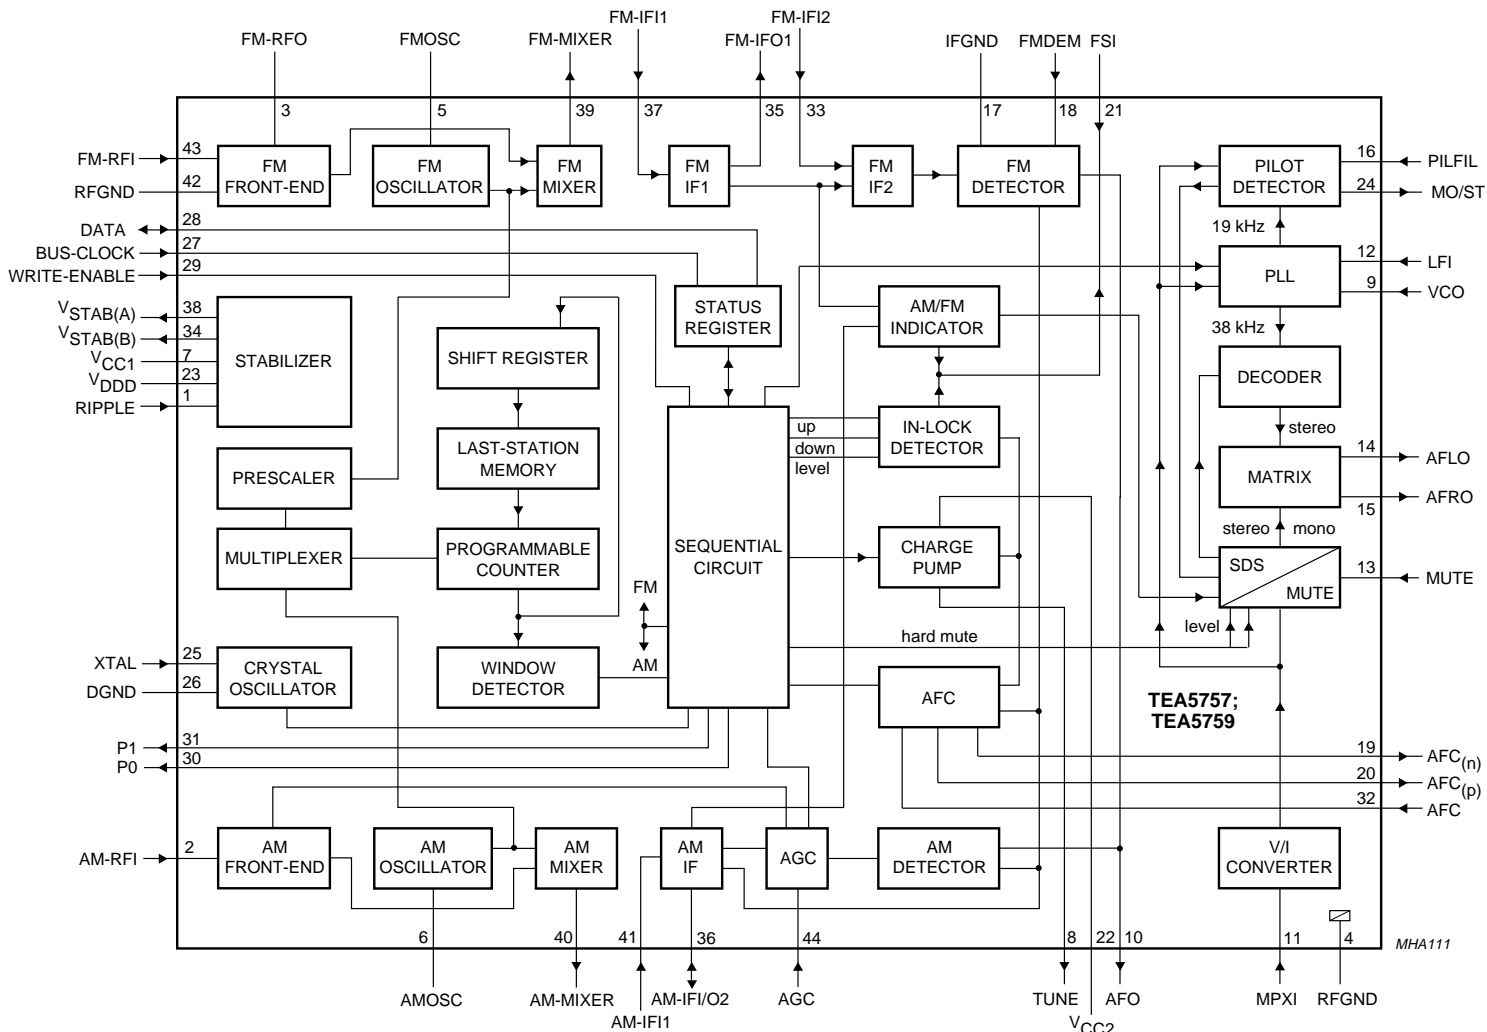 FM-IFI1
FM-IFI2
FM-RFO
FMOSC
FM-MIXER
FM-IFO1
IFGND
FMDEM
FSI
3
5
39
37
35
33
17
18
21
FM-RFI
43
RFGND
42
FM
FRONT-END
FM
OSCILLATOR
FM
MIXER
FM
IF1
FM
IF2
FM
DETECTOR
PILOT
DETECTOR
16
PILFIL
24
MO/ST
19 kHz
DATA
28
BUS-CLOCK
27
WRITE-ENABLE
29
PLL
12
LFI
9
VCO
38 kHz
VSTAB(A)
38
VSTAB(B)
34
VCC1
7
VDDD
23
RIPPLE
1
STABILIZER
SHIFT REGISTER
STATUS
REGISTER
AM/FM
INDICATOR
DECODER
stereo
LAST-STATION
MEMORY
up
down
level
IN-LOCK
DETECTOR
MATRIX
14
AFLO
AFRO
15
stereo
mono
PRESCALER
MULTIPLEXER
PROGRAMMABLE
COUNTER
SEQUENTIAL
CIRCUIT
CHARGE
PUMP
SDS
MUTE
13
MUTE
FM
AM
level
hard mute
XTAL
25
DGND
26
CRYSTAL
OSCILLATOR
WINDOW
DETECTOR
AFC
TEA5757;
TEA5759
P1
31
P0
30
19
AFC(n)
20
AFC(p)
32
AFC
AM-RFI
2
AM
FRONT-END
AM
OSCILLATOR
AM
MIXER
AM
IF
AGC
AM
DETECTOR
V/I
CONVERTER
6
40
41
36
44
8
22
10
11
4
MHA111
AMOSC
AM-MIXER
AM-IFI/O2
AGC
TUNE
AFO
MPXI
RFGND
AM-IFI1
VCC2